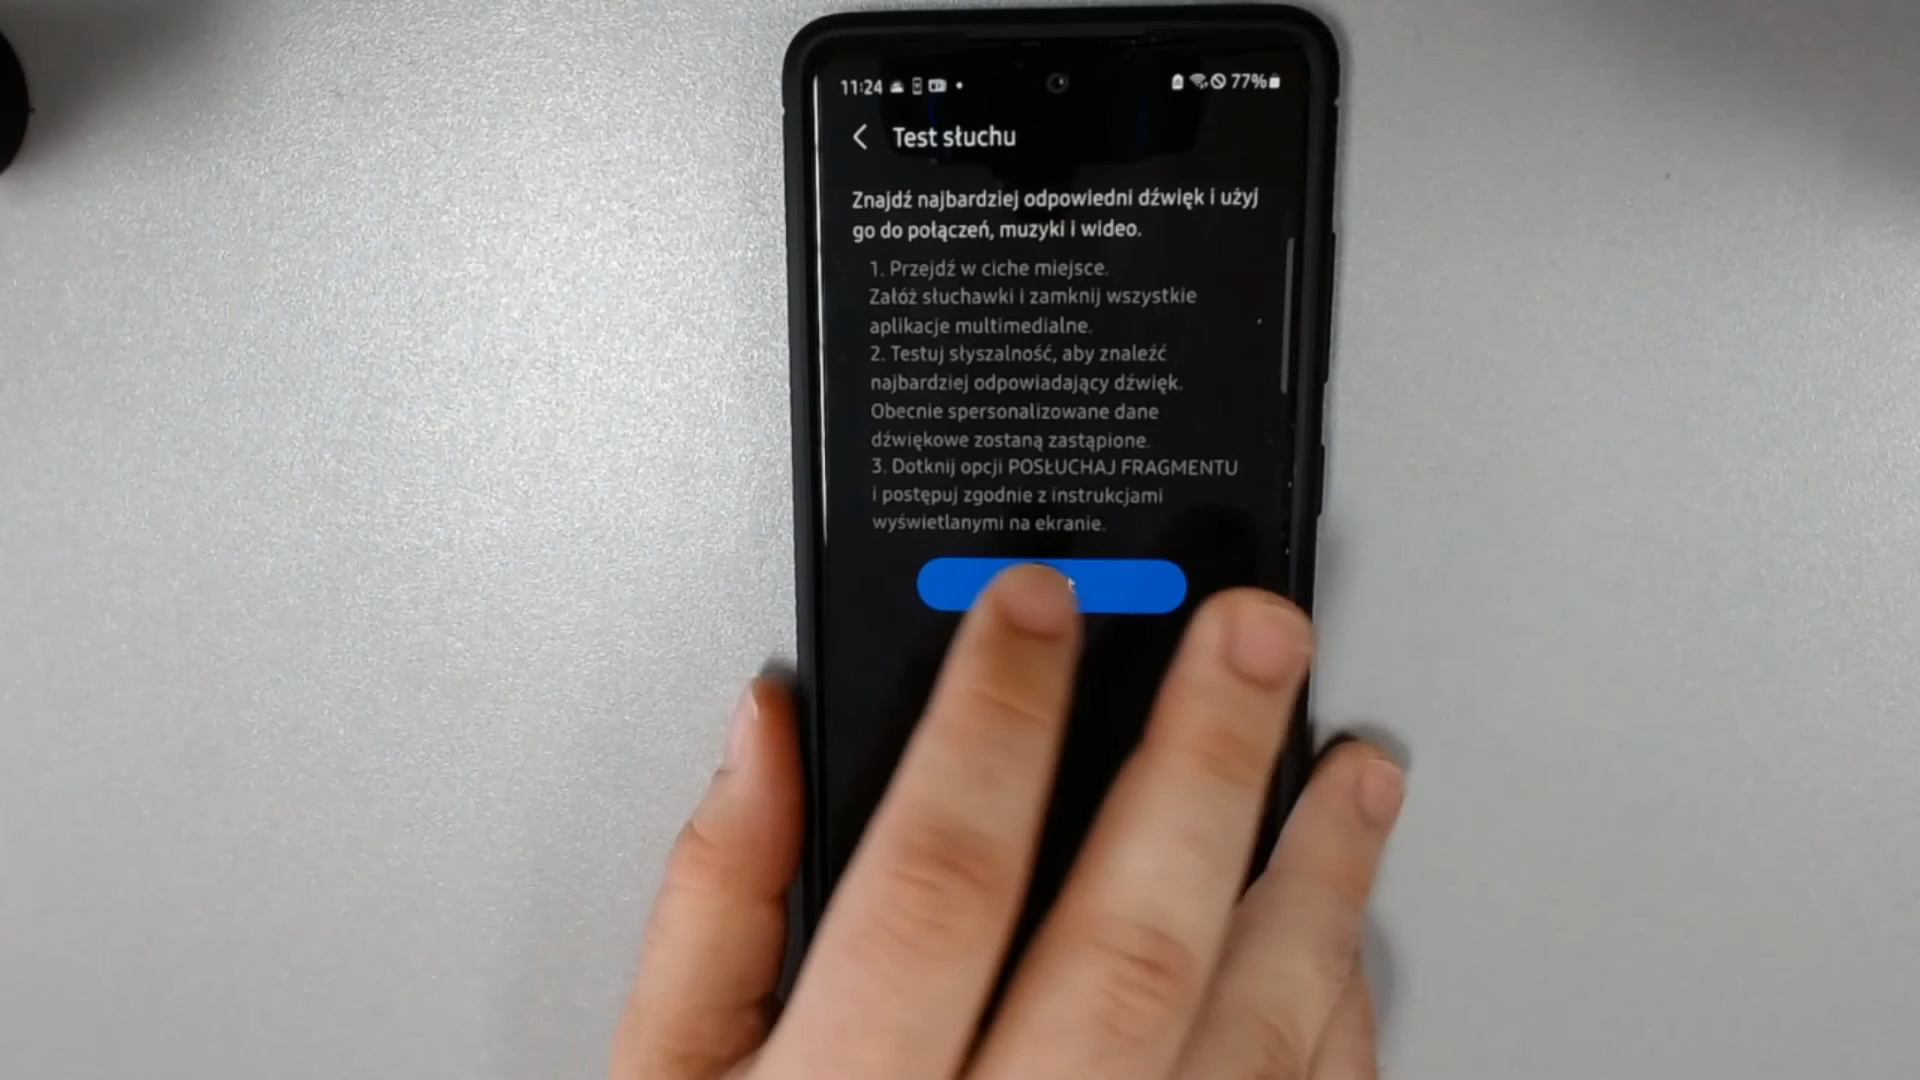 11:24 77%
Test słuchu
Znajdź najbardziej odpowiedni dźwięk i użyj
go do połączeń, muzyki i wideo.
1. Przejdź w ciche miejsce.
Załóż słuchawki i zamknij wszystkie
aplikacje multimedialne.
2. Testuj słyszalność, aby znaleźć
najbardziej odpowiadający dźwięk.
Obecnie spersonalizowane dane
dźwiękowe zostaną zastąpione.
3. Dotknij opcji POSŁUCHAJ FRAGMENTU
i postępuj zgodnie z instrukcjami
wyświetlanymi na ekranie.